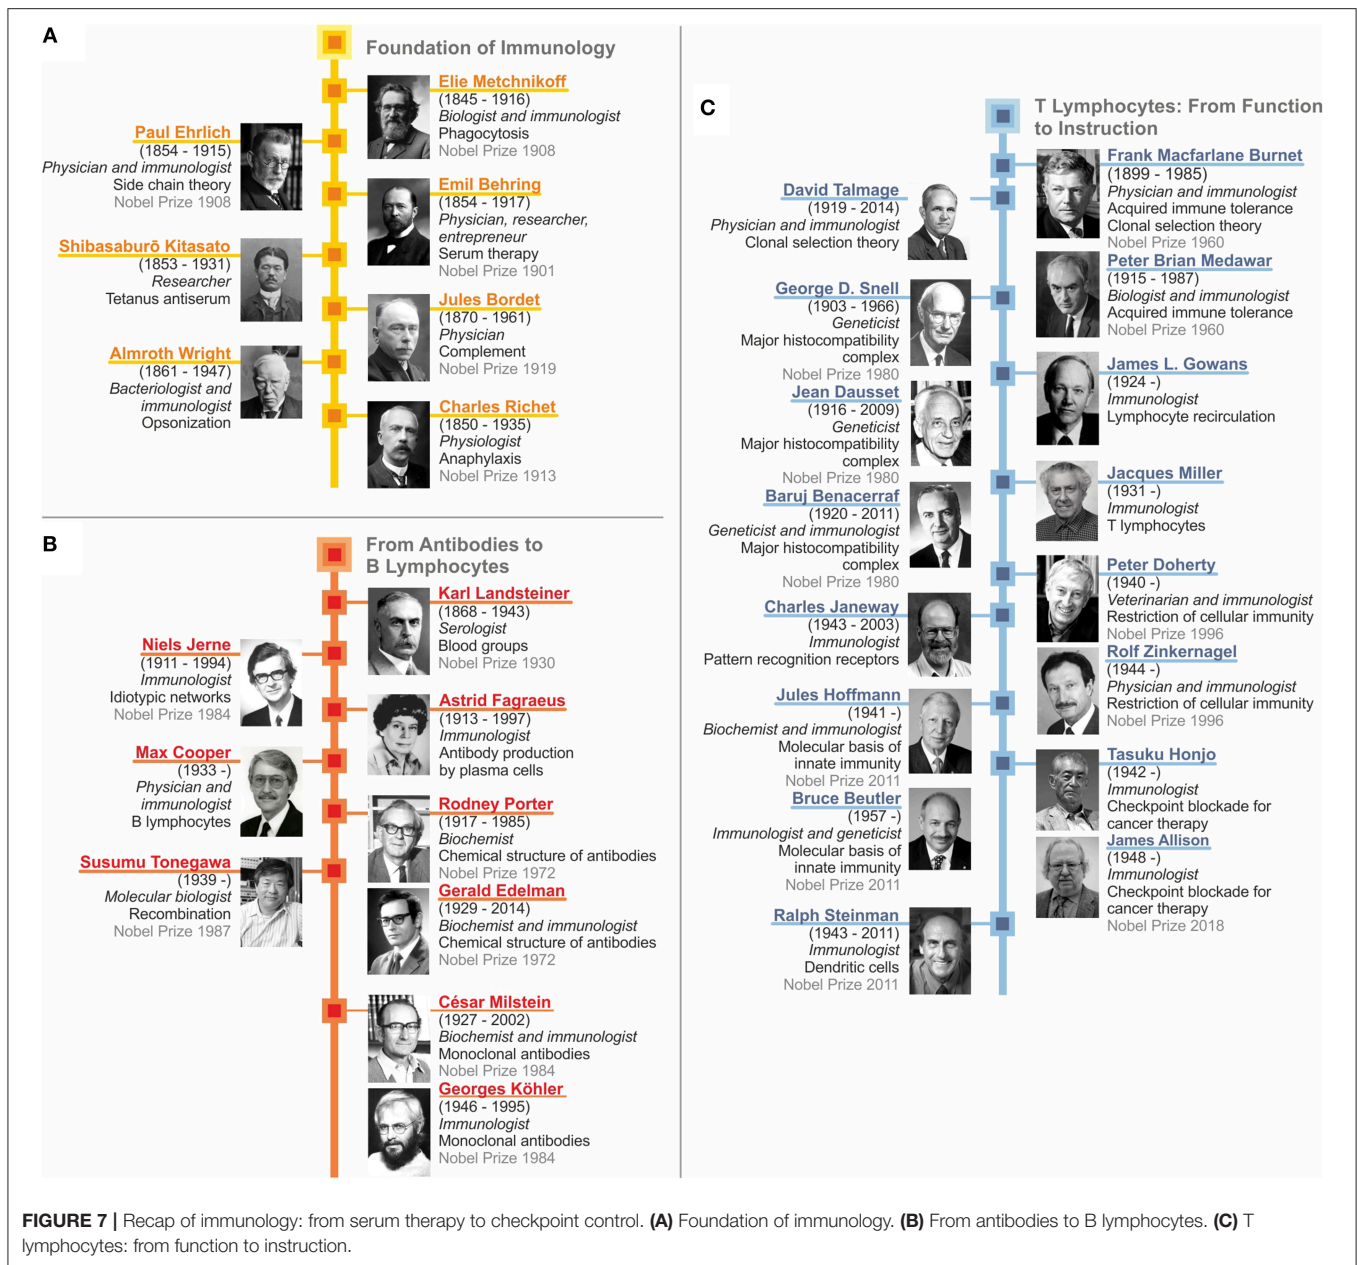 A
Foundation of Immunology
Elie Metchnikoff
(1845 - 1916)
Biologist and immunologist
Phagocytosis
Nobel Prize 1908
Paul Ehrlich
(1854 - 1915)
Physician and immunologist
Side chain theory
Nobel Prize 1908
Emil Behring
(1854 - 1917)
Physician, researcher,
entrepreneur
Serum therapy
Nobel Prize 1901
Shibasaburō Kitasato
(1853 - 1931)
Researcher
Tetanus antiserum
Jules Bordet
(1870 - 1961)
Physician
Complement
Nobel Prize 1919
Almroth Wright
(1861 - 1947)
Bacteriologist and
immunologist
Opsonization
Charles Richet
(1850 - 1935)
Physiologist
Anaphylaxis
Nobel Prize 1913
B
From Antibodies to
B Lymphocytes
Karl Landsteiner
(1868 - 1943)
Serologist
Blood groups
Nobel Prize 1930
Niels Jerne
(1911 - 1994)
Immunologist
Idiotypic networks
Nobel Prize 1984
Astrid Fagraeus
(1913 - 1997)
Immunologist
Antibody production
by plasma cells
Max Cooper
(1933 -)
Physician and
immunologist
B lymphocytes
Rodney Porter
(1917 - 1985)
Biochemist
Chemical structure of antibodies
Nobel Prize 1972
Susumu Tonegawa
(1939 -)
Molecular biologist
Recombination
Nobel Prize 1987
Gerald Edelman
(1929 - 2014)
Biochemist and immunologist
Chemical structure of antibodies
Nobel Prize 1972
César Milstein
(1927 - 2002)
Biochemist and immunologist
Monoclonal antibodies
Nobel Prize 1984
Georges Köhler
(1946 - 1995)
Immunologist
Monoclonal antibodies
Nobel Prize 1984
C
T Lymphocytes: From Function
to Instruction
Frank Macfarlane Burnet
(1899 - 1985)
Physician and immunologist
Acquired immune tolerance
Clonal selection theory
Nobel Prize 1960
David Talmage
(1919 - 2014)
Physician and immunologist
Clonal selection theory
Peter Brian Medawar
(1915 - 1987)
Biologist and immunologist
Acquired immune tolerance
Nobel Prize 1960
George D. Snell
(1903 - 1966)
Geneticist
Major histocompatibility
complex
Nobel Prize 1980
James L. Gowans
(1924 -)
Immunologist
Lymphocyte recirculation
Jean Dausset
(1916 - 2009)
Geneticist
Major histocompatibility
complex
Nobel Prize 1980
Jacques Miller
(1931 -)
Immunologist
T lymphocytes
Baruj Benacerraf
(1920 - 2011)
Geneticist and immunologist
Major histocompatibility
complex
Nobel Prize 1980
Peter Doherty
(1940 -)
Veterinarian and immunologist
Restriction of cellular immunity
Nobel Prize 1996
Charles Janeway
(1943 - 2003)
Immunologist
Pattern recognition receptors
Rolf Zinkernagel
(1944 -)
Physician and immunologist
Restriction of cellular immunity
Nobel Prize 1996
Jules Hoffmann
(1941 -)
Biochemist and immunologist
Molecular basis of
innate immunity
Nobel Prize 2011
Tasuku Honjo
(1942 -)
Immunologist
Checkpoint blockade for
cancer therapy
Bruce Beutler
(1957 -)
Immunologist and geneticist
Molecular basis of
innate immunity
Nobel Prize 2011
James Allison
(1948 -)
Immunologist
Checkpoint blockade for
cancer therapy
Nobel Prize 2018
Ralph Steinman
(1943 - 2011)
Immunologist
Dendritic cells
Nobel Prize 2011
FIGURE 7 | Recap of immunology: from serum therapy to checkpoint control. (A) Foundation of immunology. (B) From antibodies to B lymphocytes. (C) T
lymphocytes: from function to instruction.